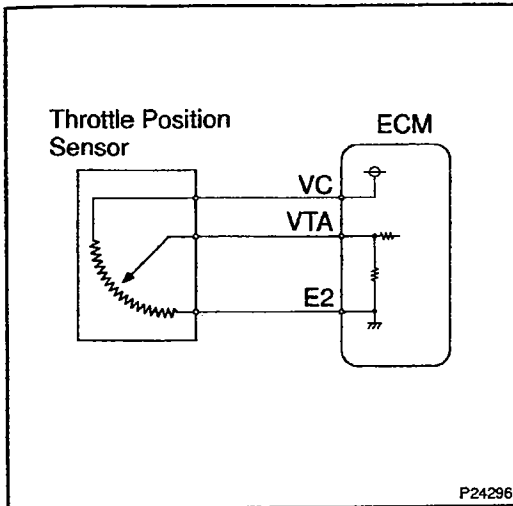 Throttle Position
Sensor
ECM
VC
VTA
E2
P24296